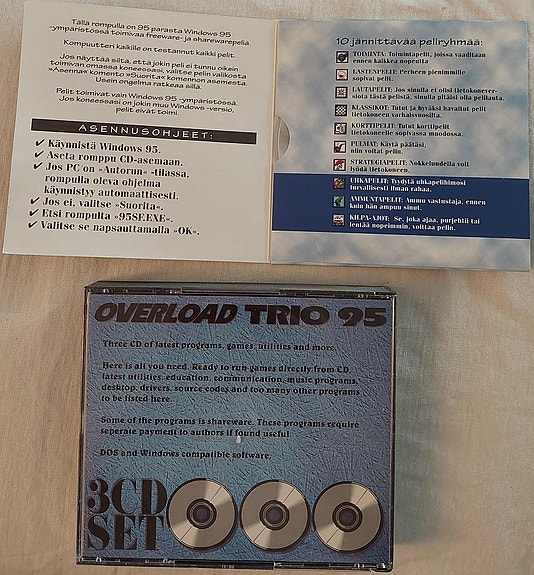 Tällä rompulla on 95 parasta Windows 95
-ympäristössä toimivaa freeware- ja sharewarepeliä.
Kompuutteri kaikille on testannut kaikki pelit.
Jos näyttää siltä, että jokin peli ei tunnu oikein
toimivan omassa koneessasi, valitse pelin valikosta
»Asenna« komento »Suorita« komennon asemesta.
Usein ongelma ratkeaa sillä.
Pelit toimivat vain Windows 95 -ympäristössä.
Jos koneessasi on jokin muu Windows -versio,
pelit eivät toimi.
ASENNUSOHJEET:
✔ Käynnistä Windows 95.
✔ Aseta romppu CD-asemaan.
✔ Jos PC on »Autorun« -tilassa,
rompulla oleva ohjelma
käynnistyy automaattisesti.
✔ Jos ei, valitse »Suorita«.
✔ Etsi rompulta »95SEEXE«.
✔ Valitse se napsauttamalla »OK«.
10 jännittävää peliryhmää:
TOIMINTA: Toimintapelit, joissa vaaditaan
ennen kaikkea nopeutta
LASTENPELIT: Perheen pienimmille
sopivat pelit.
LAUTAPELIT: Jos sinulla ei olisi tietokonever-
siota tästä pelistä, sinulla pitäisi olla pelilauta.
KLASSIKOT: Tutut ja hyväksi havaitut pelit
tietokoneen varhaisvuosilta.
KORTTIPELIT: Tutut korttipelit
tietokoneelle sopivassa muodossa.
PULMAT: Käytä päätäsi,
niin voitat pelin.
STRATEGIAPELIT: Nokkeluudella voit
lyödä tietokoneen.
UHKAPELIT: Tyydytä uhkapelihimosi
turvallisesti ilman rahaa.
AMMUNTAPELIT: Ammu vastustaja, ennen
kuin hän ampuu sinut.
KILPA-AJOT: Se, joka ajaa, purjehtii tai
lentää nopeimmin, voittaa pelin.
OVERLOAD TRIO 95
Three CD of latest programs, games, utilities and more.
Here is all you need. Ready to run games directly from CD
latest utilities, education, communication, music programs,
desktop, drivers, source codes and too many other programs
to be listed here.
Some of the programs is shareware. These programs require
seperate payment to authors if found useful
DOS and Windows compatible software.
3CD
SET